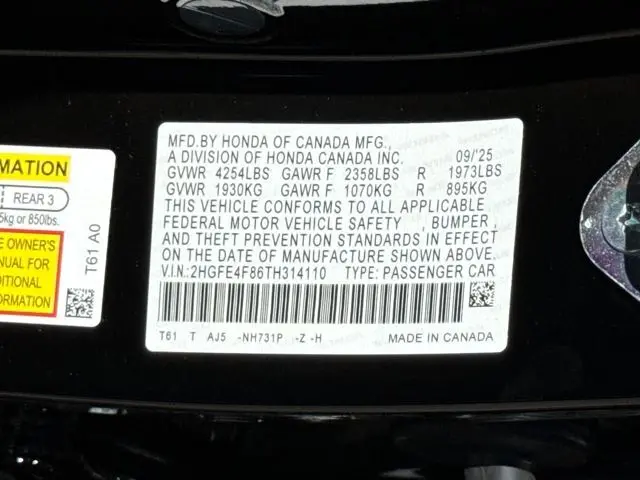 MFD.BY HONDA OF CANADA MFG.,
A DIVISION OF HONDA CANADA INC. 09/'25
GVWR 4254LBS GAWR F 2358LBS R 1973LBS
GVWR 1930KG GAWR F 1070KG R 895KG
THIS VEHICLE CONFORMS TO ALL APPLICABLE
FEDERAL MOTOR VEHICLE SAFETY , BUMPER ,
AND THEFT PREVENTION STANDARDS IN EFFECT
ON THE DATE OF MANUFACTURE SHOWN ABOVE.
V.I.N.:2HGFE4F86TH314110 TYPE: PASSENGER CAR
T61 T AJ5 -NH731P -Z -H MADE IN CANADA
MATION
REAR 3
5kg or 850lbs.
E OWNER'S
NUAL FOR
DITIONAL
ORMATION
T61 A0